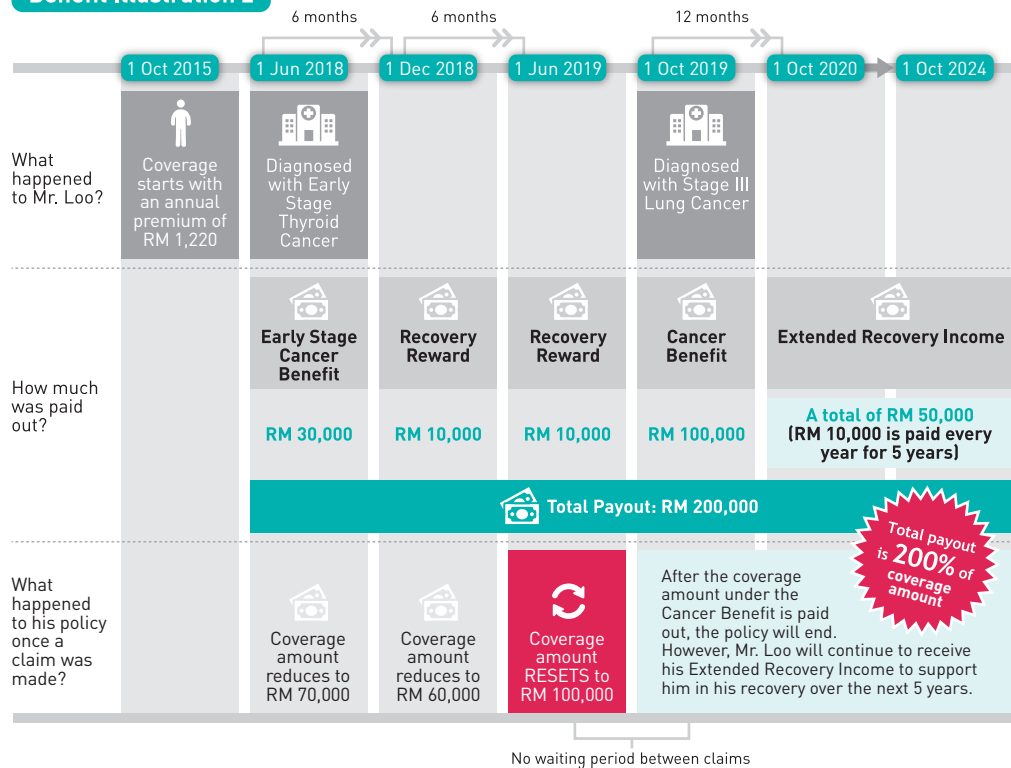 6 months
6 months
12 months
1 Oct 2015
1 Jun 2018
1 Dec 2018
1 Jun 2019
1 Oct 2019
1 Oct 2020
1 Oct 2024
What
happened
to Mr. Loo?
Coverage
starts with
an annual
premium of
RM 1,220
Diagnosed
with Early
Stage
Thyroid
Cancer
Diagnosed
with Stage III
Lung Cancer
How much
was paid
out?
Early Stage
Cancer
Benefit
Recovery
Reward
Recovery
Reward
Cancer
Benefit
Extended Recovery Income
RM 30,000
RM 10,000
RM 10,000
RM 100,000
A total of RM 50,000
(RM 10,000 is paid every
year for 5 years)
Total Payout: RM 200,000
Total payout
is 200% of
coverage
amount
What
happened
to his policy
once a
claim was
made?
Coverage
amount
reduces to
RM 70,000
Coverage
amount
reduces to
RM 60,000
Coverage
amount
RESETS to
RM 100,000
After the coverage
amount under the
Cancer Benefit is paid
out, the policy will end.
However, Mr. Loo will continue to receive
his Extended Recovery Income to support
him in his recovery over the next 5 years.
No waiting period between claims